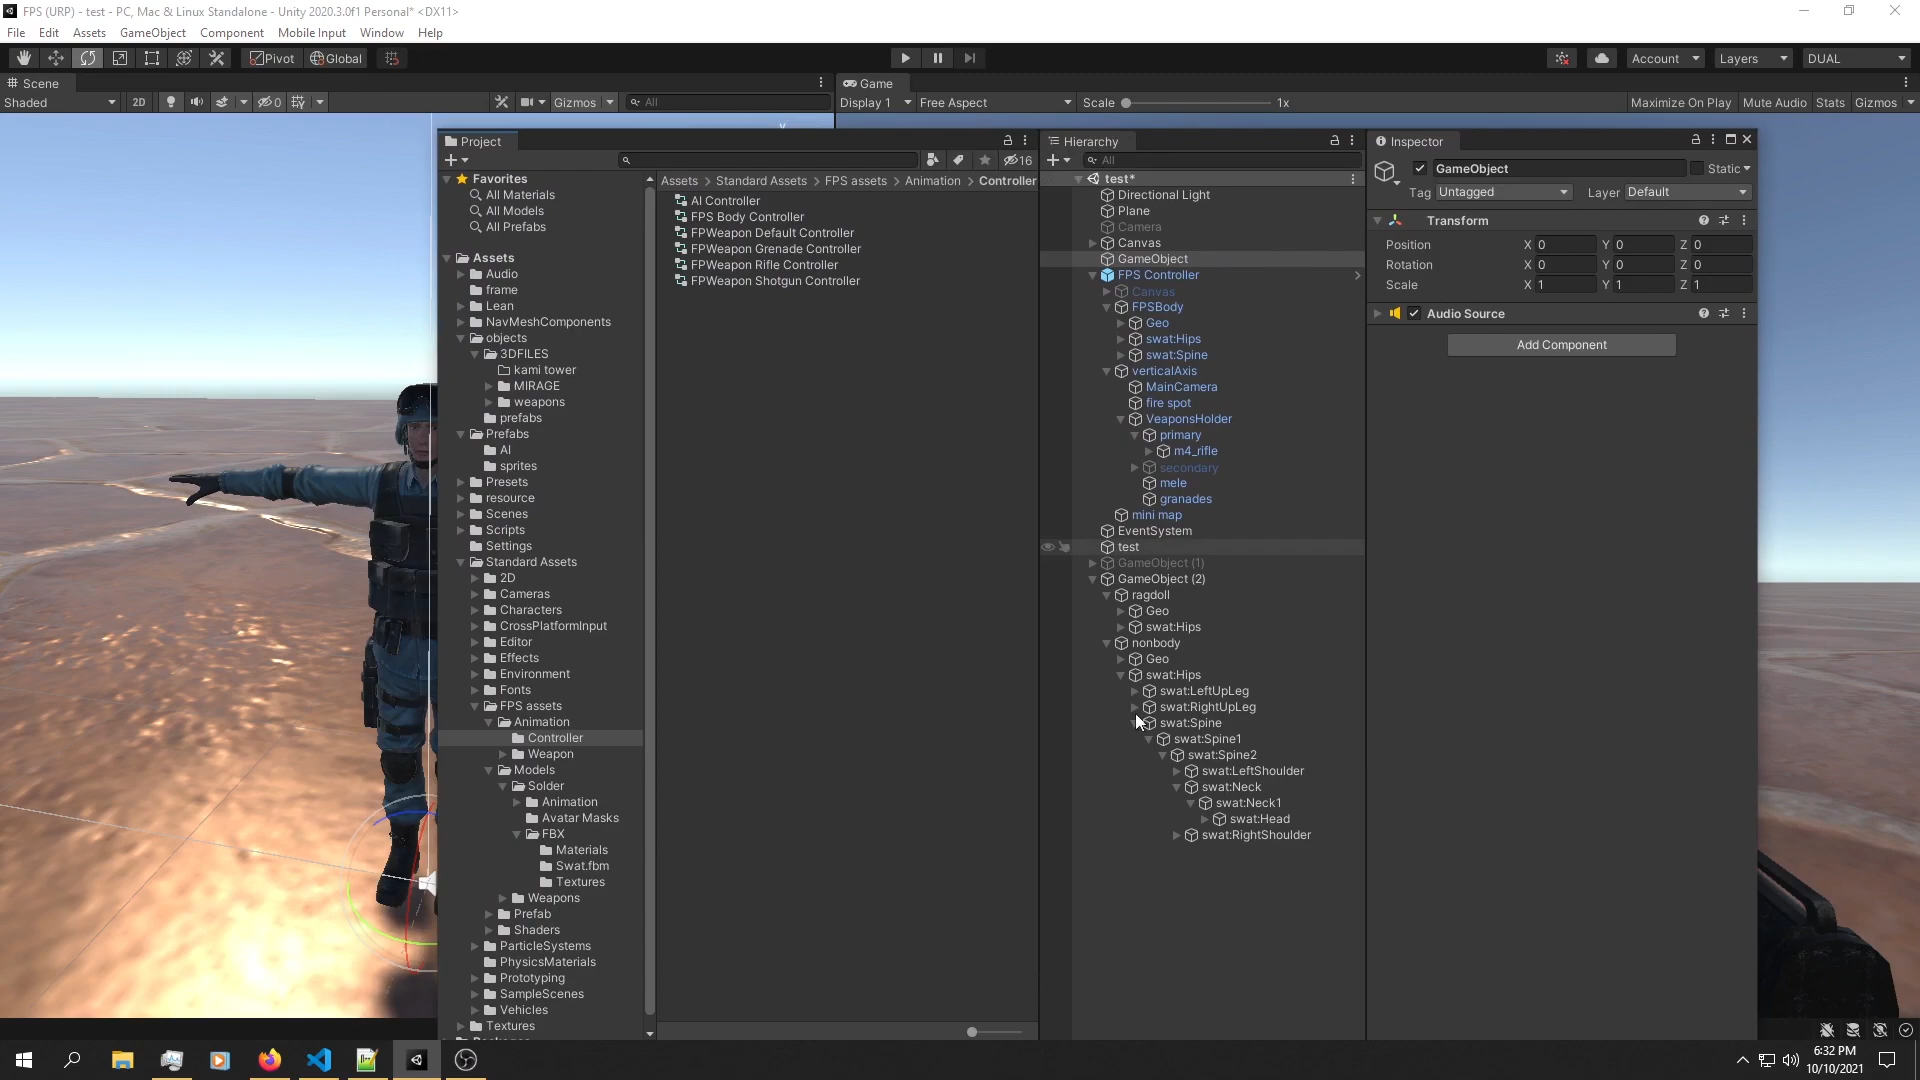 FPS (URP) - test - PC, Mac & Linux Standalone - Unity 2020.3.0f1 Personal* <DX11>
File Edit Assets GameObject Component Mobile Input Window Help
Pivot Global Account Layers DUAL
Scene Game
Shaded 2D 0 Gizmos All Display 1 Free Aspect Scale 1x Maximize On Play Mute Audio Stats Gizmos
y
Project
16
Favorites
All Materials
All Models
All Prefabs
Assets
Audio
frame
Lean
NavMeshComponents
objects
3DFILES
kami tower
MIRAGE
weapons
prefabs
Prefabs
AI
sprites
Presets
resource
Scenes
Scripts
Settings
Standard Assets
2D
Cameras
Characters
CrossPlatformInput
Editor
Effects
Environment
Fonts
FPS assets
Animation
Controller
Weapon
Models
Solder
Animation
Avatar Masks
FBX
Materials
Swat.fbm
Textures
Weapons
Prefab
Shaders
ParticleSystems
PhysicsMaterials
Prototyping
SampleScenes
Vehicles
Textures
Assets > Standard Assets > FPS assets > Animation > Controller
AI Controller
FPS Body Controller
FPWeapon Default Controller
FPWeapon Grenade Controller
FPWeapon Rifle Controller
FPWeapon Shotgun Controller
Hierarchy
All
test*
Directional Light
Plane
Camera
Canvas
GameObject
FPS Controller
Canvas
FPSBody
Geo
swat:Hips
swat:Spine
verticalAxis
MainCamera
fire spot
VeaponsHolder
primary
m4_rifle
secondary
mele
granades
mini map
EventSystem
test
GameObject (1)
GameObject (2)
ragdoll
Geo
swat:Hips
nonbody
Geo
swat:Hips
swat:LeftUpLeg
swat:RightUpLeg
swat:Spine
swat:Spine1
swat:Spine2
swat:LeftShoulder
swat:Neck
swat:Neck1
swat:Head
swat:RightShoulder
Inspector
GameObject Static
Tag Untagged Layer Default
Transform
Position X 0 Y 0 Z 0
Rotation X 0 Y 0 Z 0
Scale X 1 Y 1 Z 1
Audio Source
Add Component
6:32 PM
10/10/2021